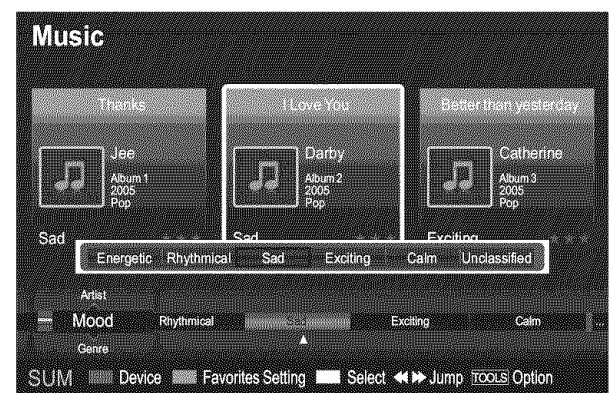 Music
Thanks
I Love You
Better than yesterday
Jee
Album 1
2005
Pop
Darby
Album 2
2005
Pop
Catherine
Album 3
2005
Pop
Sad
Sad
Exciting
Energetic Rhythmical Sad Exciting Calm Unclassified
Artist
Mood Rhythmical Sad Exciting Calm ...
Genre
SUM Device Favorites Setting Select Jump TOOLS Option